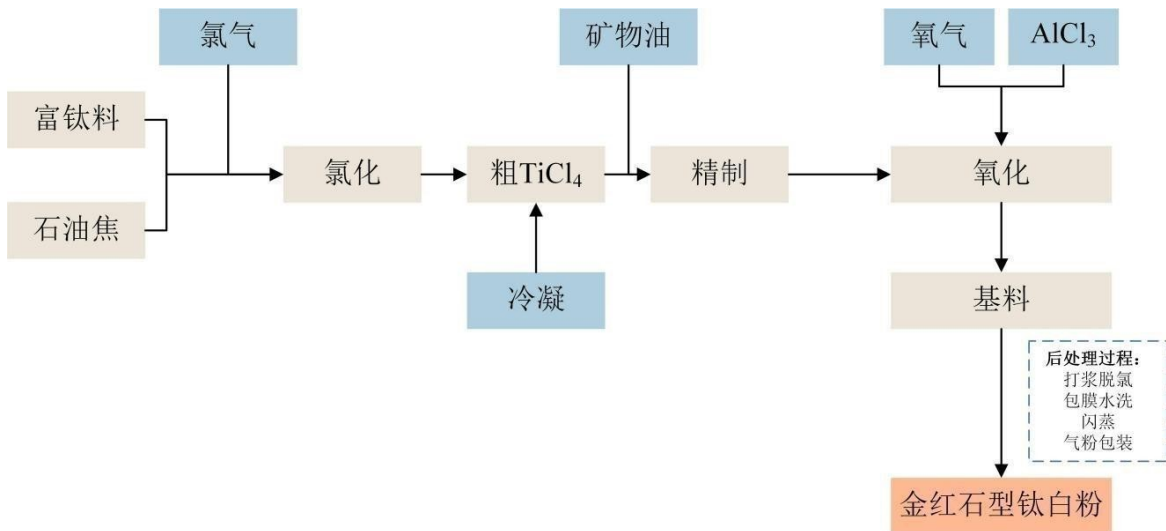 氯气
矿物油
氧气
AlCl₃
富钛料
氯化
粗TiCl₄
精制
氧化
石油焦
冷凝
基料
后处理过程：
打浆脱氯
包膜水洗
闪蒸
气粉包装
金红石型钛白粉